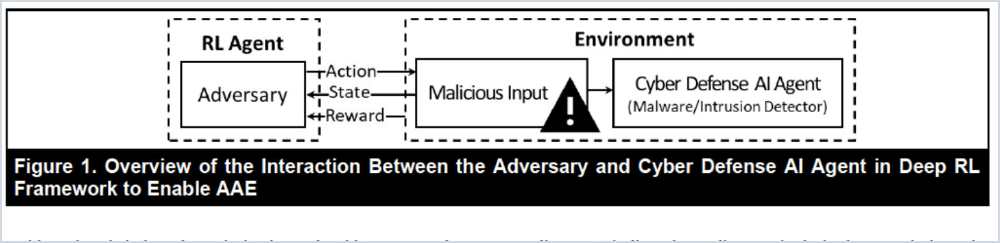 RL Agent
Environment
Adversary
Action
State
Reward
Malicious Input
!
Cyber Defense AI Agent
(Malware/Intrusion Detector)
Figure 1. Overview of the Interaction Between the Adversary and Cyber Defense AI Agent in Deep RL
Framework to Enable AAE